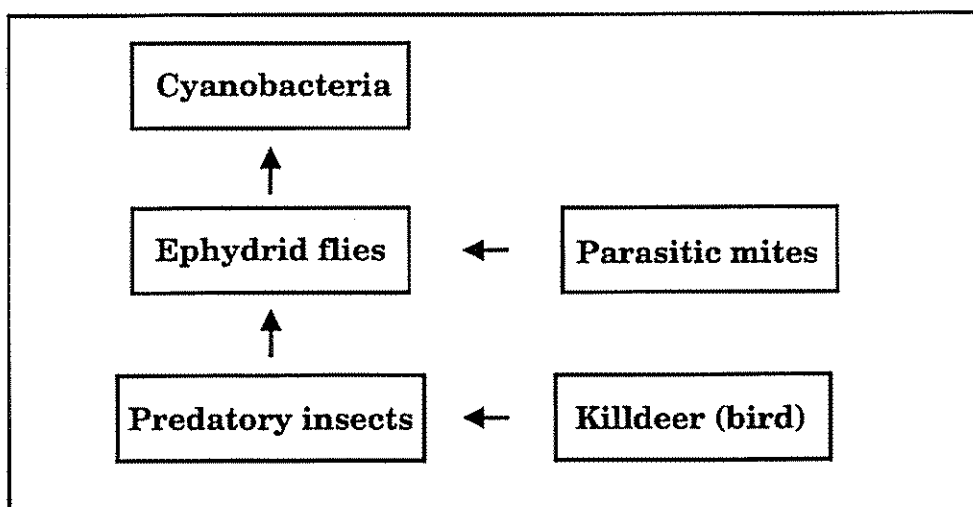 Cyanobacteria
Ephydrid flies
Parasitic mites
Predatory insects
Killdeer (bird)